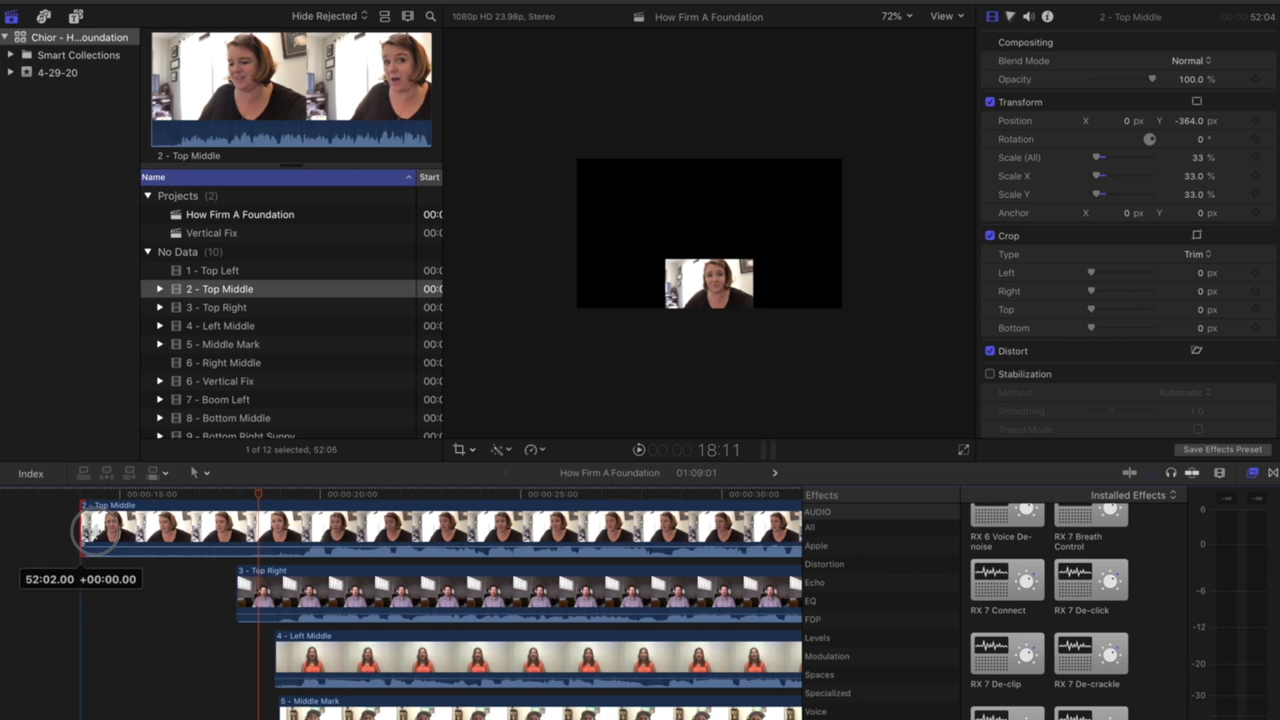 Hide Rejected
1080p HD 23.98p, Stereo
How Firm A Foundation
72%
View
2 - Top Middle
00:00:52:04
Chior - H...oundation
Smart Collections
4-29-20
2 - Top Middle
Name
Start
Projects (2)
How Firm A Foundation
00:0
Vertical Fix
00:0
No Data (10)
1 - Top Left
00:0
2 - Top Middle
00:0
3 - Top Right
00:0
4 - Left Middle
00:0
5 - Middle Mark
00:0
6 - Right Middle
00:0
6 - Vertical Fix
00:0
7 - Boom Left
00:0
8 - Bottom Middle
00:0
9 - Bottom Right Sunny
00:0
1 of 12 selected, 52:05
00:00:18:11
Compositing
Blend Mode
Normal
Opacity
100.0 %
Transform
Position
X
0 px
Y
-364.0 px
Rotation
0 °
Scale (All)
33 %
Scale X
33.0 %
Scale Y
33.0 %
Anchor
X
0 px
Y
0 px
Crop
Type
Trim
Left
0 px
Right
0 px
Top
0 px
Bottom
0 px
Distort
Stabilization
Method
Automatic
Smoothing
1.0
Tripod Mode
Save Effects Preset
Index
How Firm A Foundation
01:09:01
00:00:15:00
00:00:20:00
00:00:25:00
00:00:30:00
2 - Top Middle
52:02.00 +00:00.00
3 - Top Right
4 - Left Middle
5 - Middle Mark
Effects
Installed Effects
AUDIO
All
Apple
Distortion
Echo
EQ
FDP
Levels
Modulation
Spaces
Specialized
Voice
RX 6 Voice De-
noise
RX 7 Breath
Control
RX 7 Connect
RX 7 De-click
RX 7 De-clip
RX 7 De-crackle
6
0
-6
-12
-20
-30